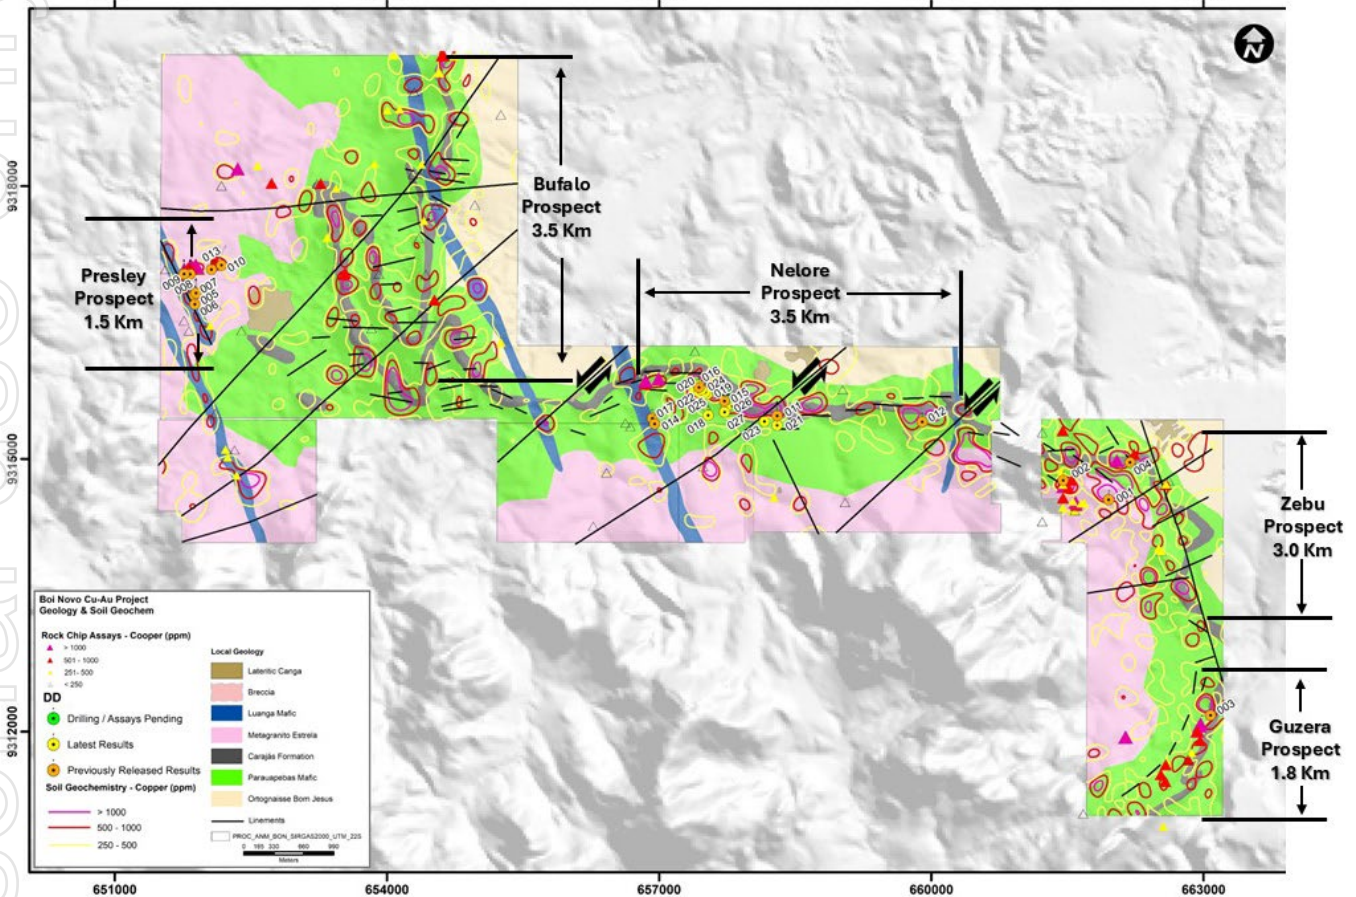 N
Bufalo
Prospect
3.5 Km
Presley
Prospect
1.5 Km
Nelore
Prospect
3.5 Km
Zebu
Prospect
3.0 Km
Guzera
Prospect
1.8 Km
013
010
009
008
007
005
006
016
020
024
019
015
022
025
026
017
014
018
027
011
023
021
012
002
004
001
003
9318000
9315000
9312000
651000
654000
657000
660000
663000
Boi Novo Cu-Au Project
Geology & Soil Geochem
Rock Chip Assays - Cooper (ppm)
> 1000
501 - 1000
251- 500
< 250
DD
Drilling / Assays Pending
Latest Results
Previously Released Results
Soil Geochemistry - Copper (ppm)
> 1000
500 - 1000
250 - 500
Local Geology
Lateritic Canga
Breccia
Luanga Mafic
Metagranito Estrela
Carajás Formation
Parauapebas Mafic
Ortognaisse Bom Jesus
Linements
PROC_ANM_BON_SIRGAS2000_UTM_22S
0 165 330 660 990
Meters